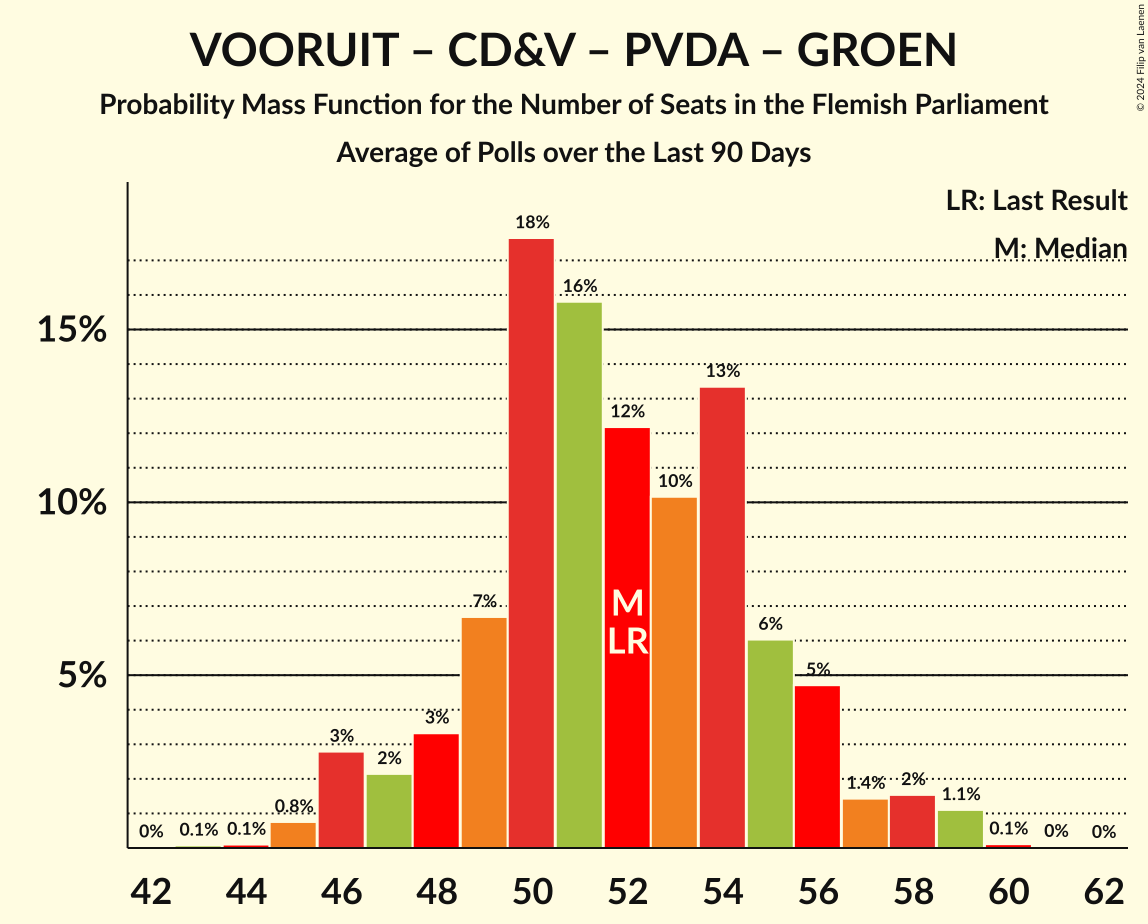 VOORUIT – CD&V – PVDA – GROEN
Probability Mass Function for the Number of Seats in the Flemish Parliament
Average of Polls over the Last 90 Days
© 2024 Filip van Laenen
LR: Last Result
M: Median
15%
10%
5%
0%
0.1%
0.1%
0.8%
3%
2%
3%
7%
18%
16%
12%
10%
13%
6%
5%
1.4%
2%
1.1%
0.1%
0%
0%
M
LR
42 44 46 48 50 52 54 56 58 60 62